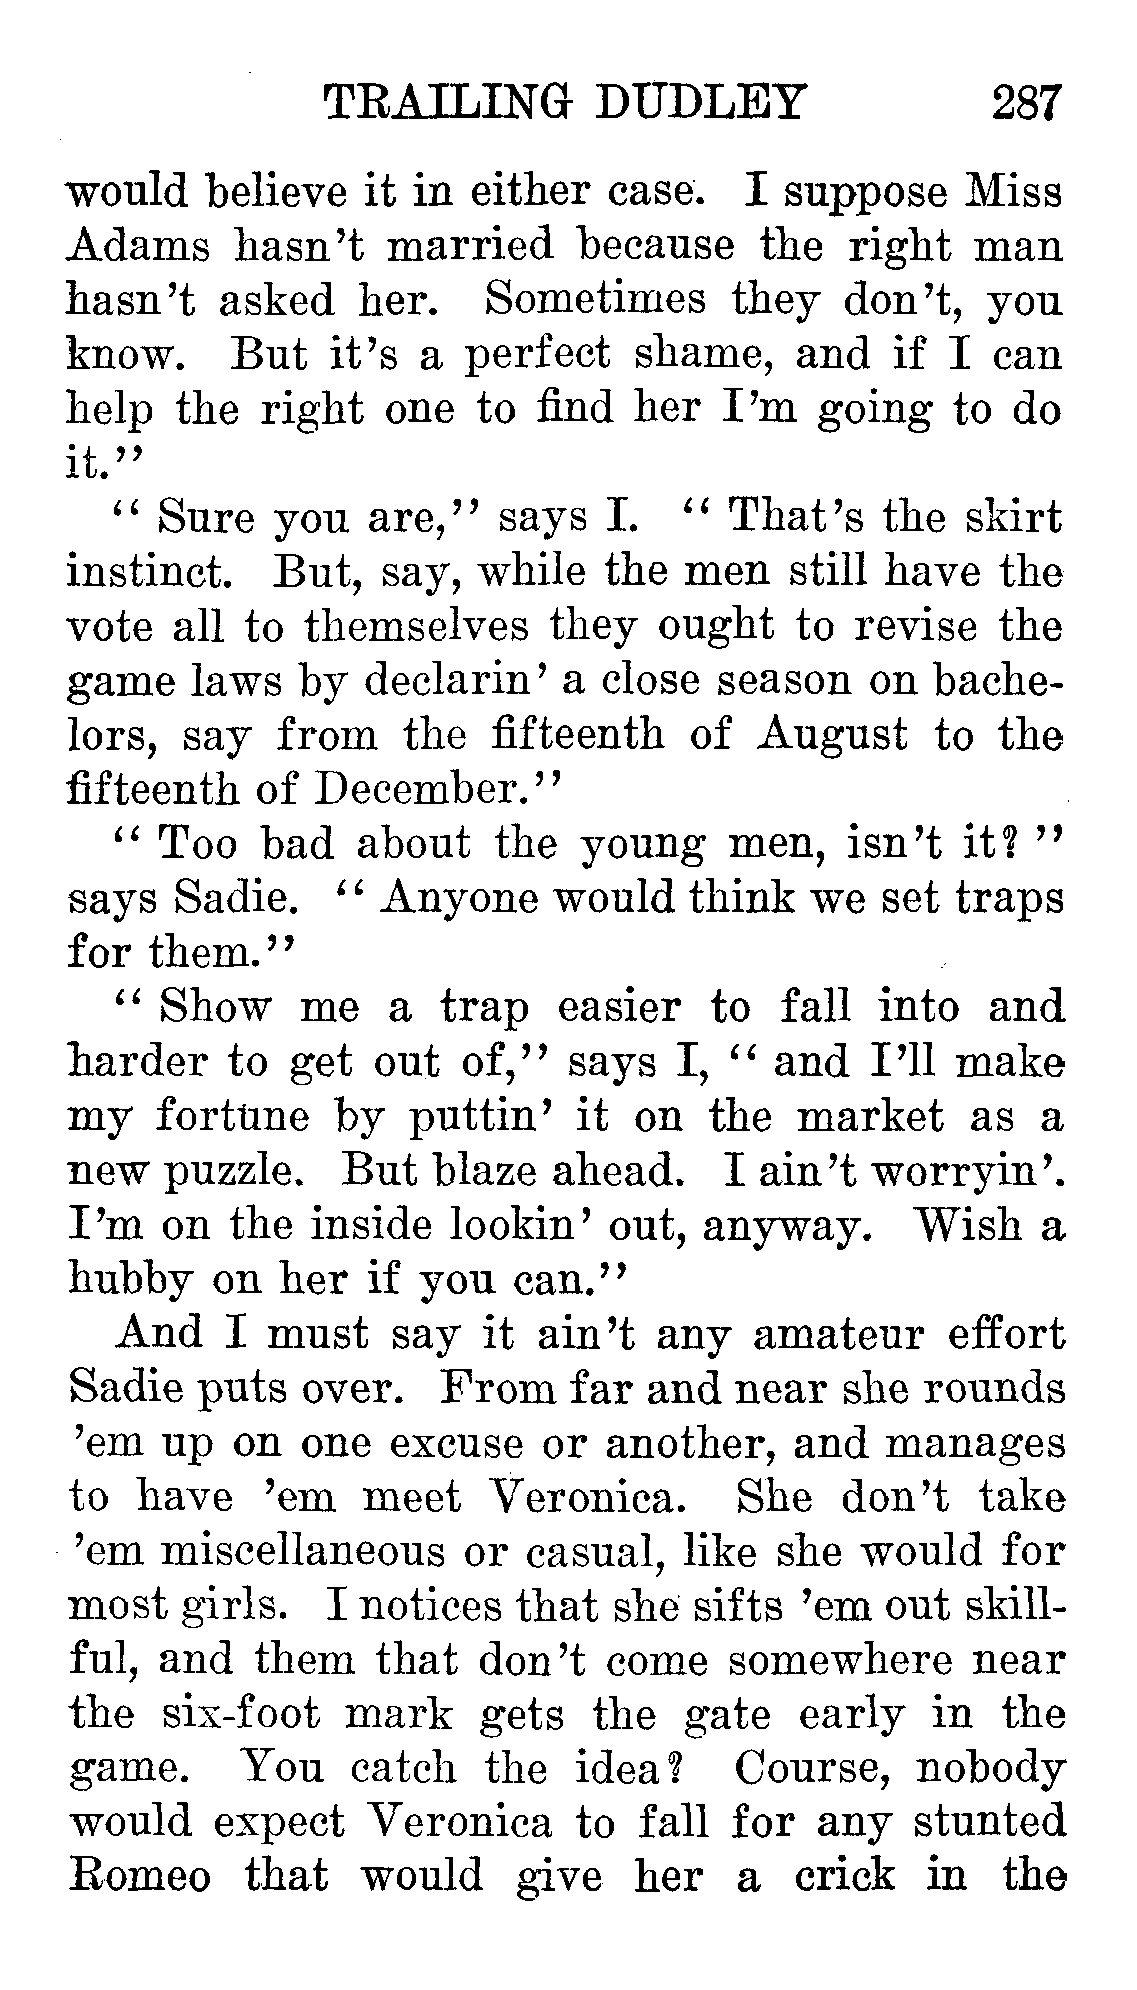 TRAILING DUDLEY 287
would believe it in either case. I suppose Miss
Adams hasn't married because the right man
hasn't asked her. Sometimes they don't, you
know. But it's a perfect shame, and if I can
help the right one to find her I'm going to do
it."
" Sure you are," says I. " That's the skirt
instinct. But, say, while the men still have the
vote all to themselves they ought to revise the
game laws by declarin' a close season on bache-
lors, say from the fifteenth of August to the
fifteenth of December."
" Too bad about the young men, isn't it? "
says Sadie. " Anyone would think we set traps
for them."
" Show me a trap easier to fall into and
harder to get out of," says I, " and I'll make
my fortune by puttin' it on the market as a
new puzzle. But blaze ahead. I ain't worryin'.
I'm on the inside lookin' out, anyway. Wish a
hubby on her if you can."
And I must say it ain't any amateur effort
Sadie puts over. From far and near she rounds
'em up on one excuse or another, and manages
to have 'em meet Veronica. She don't take
'em miscellaneous or casual, like she would for
most girls. I notices that she sifts 'em out skill-
ful, and them that don't come somewhere near
the six-foot mark gets the gate early in the
game. You catch the idea? Course, nobody
would expect Veronica to fall for any stunted
Romeo that would give her a crick in the